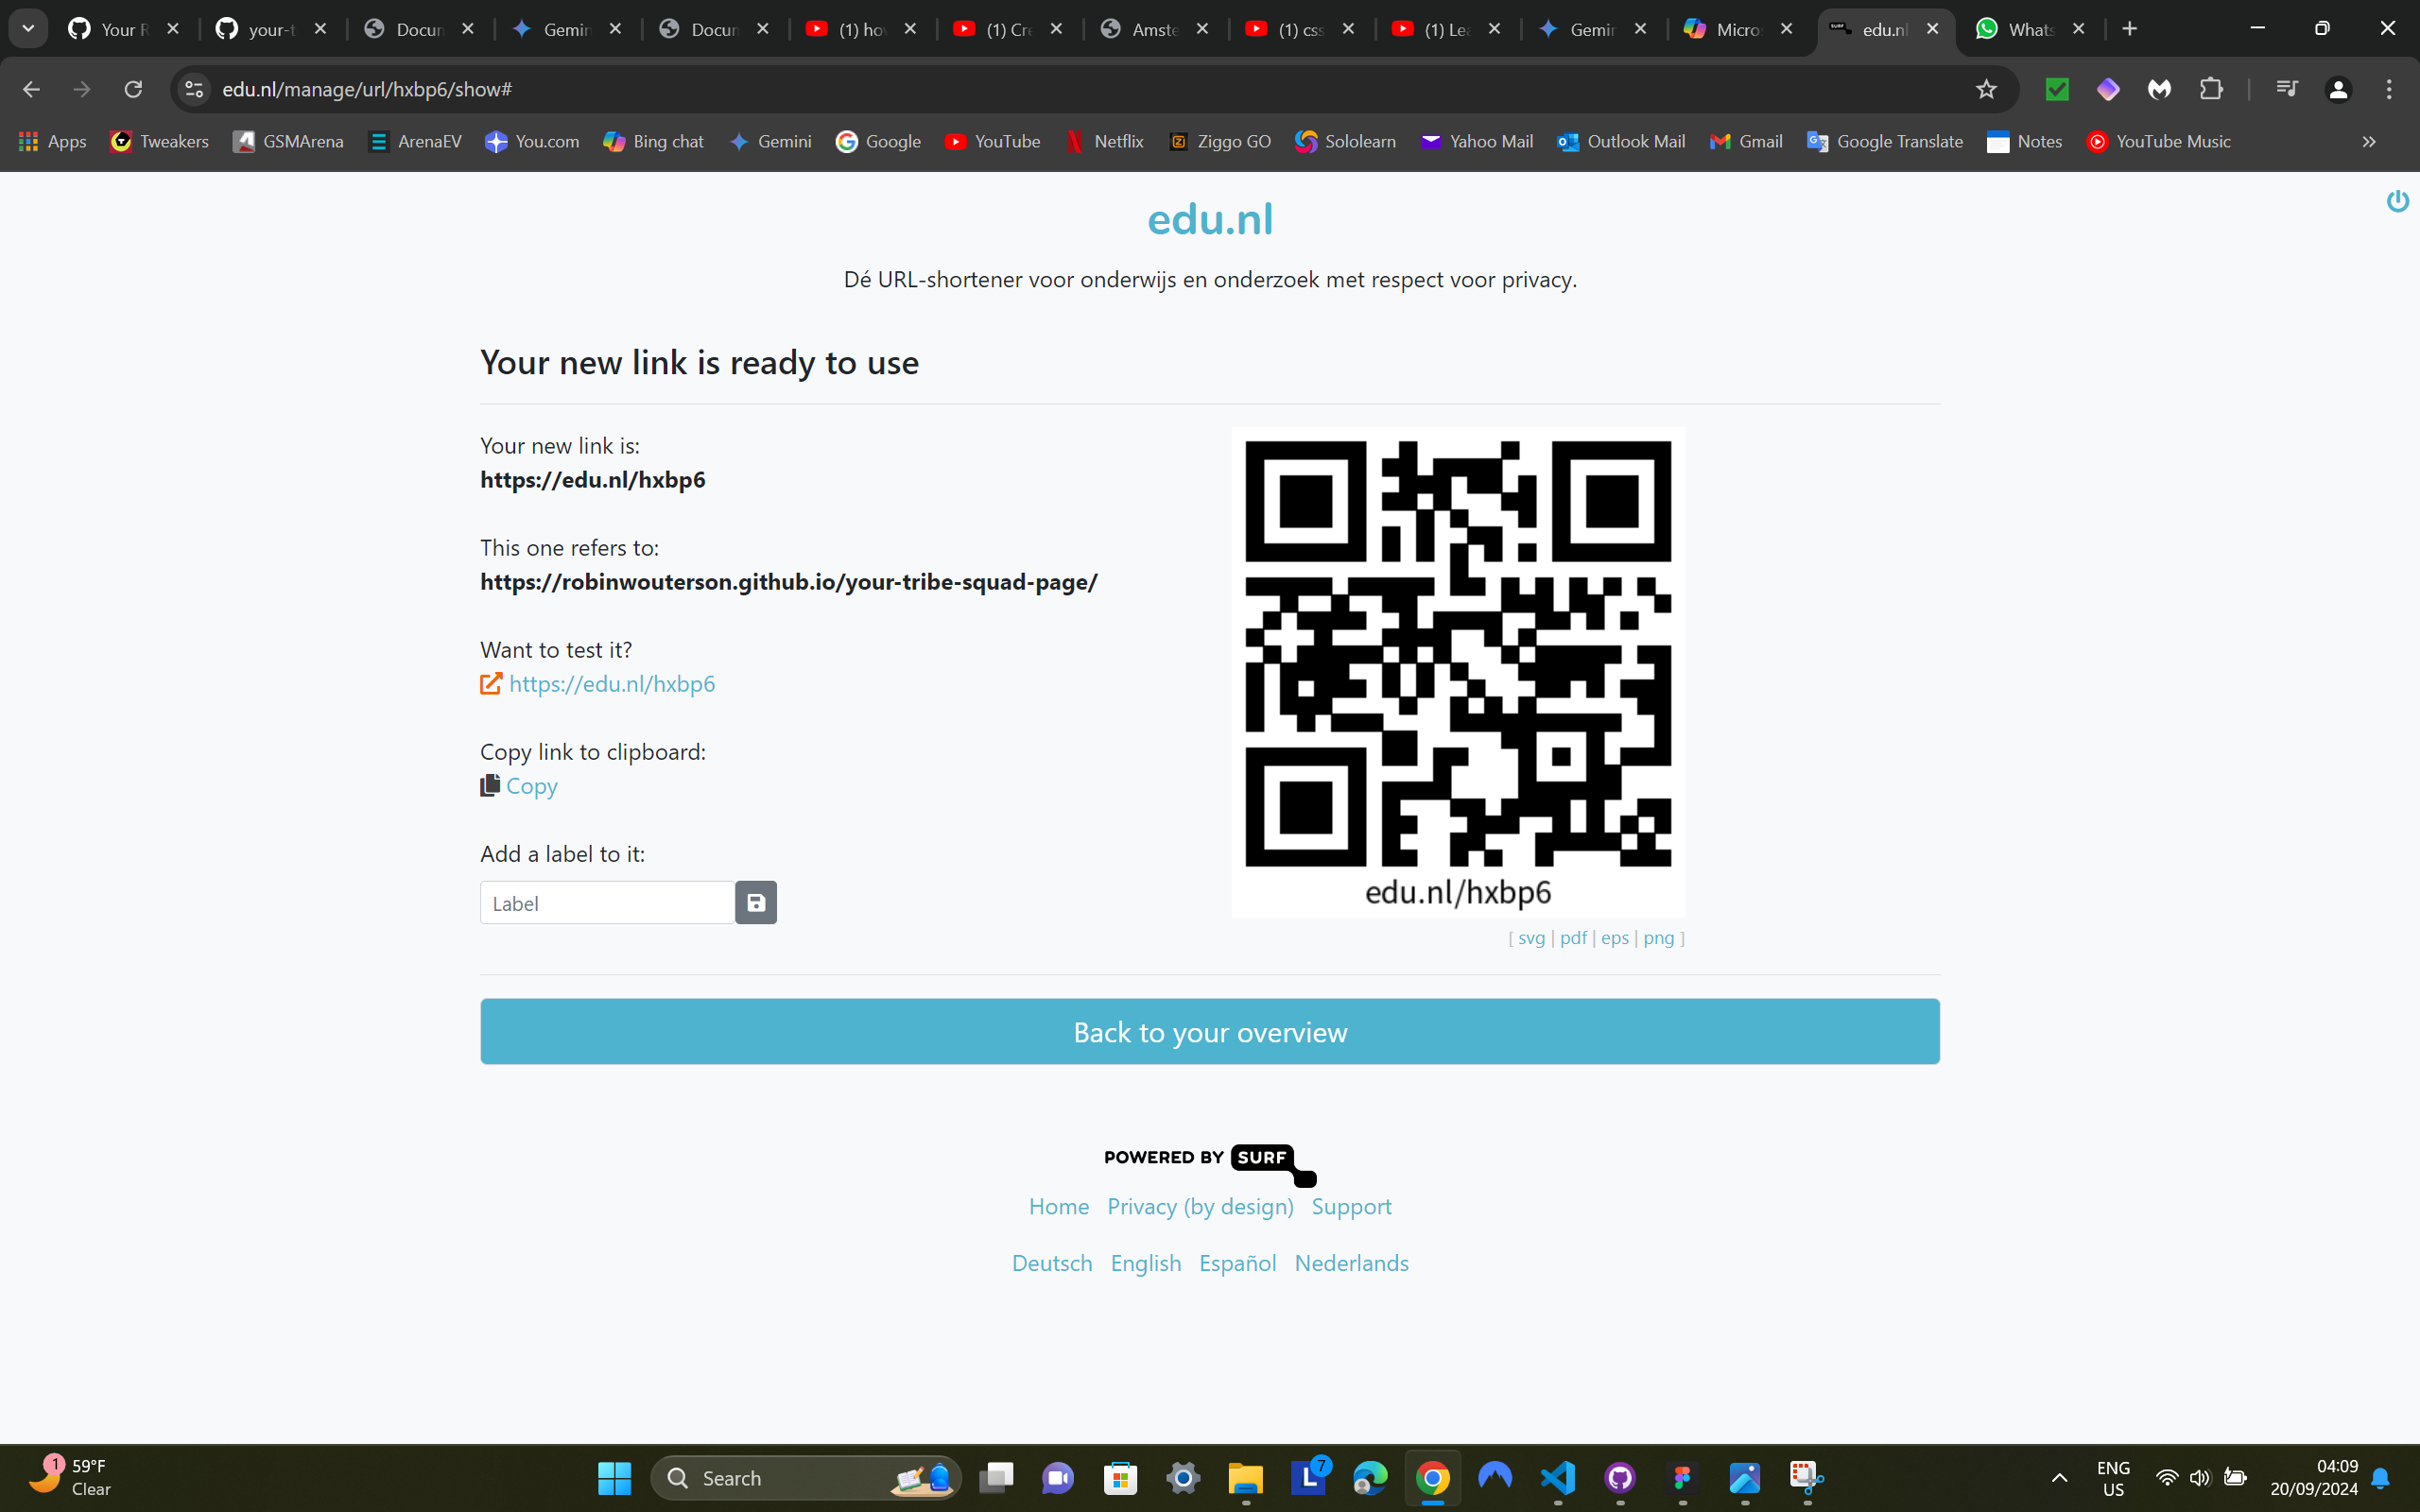 Your R
your-t
Docum
Gemin
Docum
(1) ho
(1) Cre
Amste
(1) css
(1) Lea
Gemin
Micro
edu.nl
Whats
edu.nl/manage/url/hxbp6/show#
Apps
Tweakers
GSMArena
ArenaEV
You.com
Bing chat
Gemini
Google
YouTube
Netflix
Ziggo GO
Sololearn
Yahoo Mail
Outlook Mail
Gmail
Google Translate
Notes
YouTube Music
edu.nl
Dé URL-shortener voor onderwijs en onderzoek met respect voor privacy.
Your new link is ready to use
Your new link is:
https://edu.nl/hxbp6
This one refers to:
https://robinwouterson.github.io/your-tribe-squad-page/
Want to test it?
https://edu.nl/hxbp6
Copy link to clipboard:
Copy
Add a label to it:
Label
edu.nl/hxbp6
[ svg | pdf | eps | png ]
Back to your overview
POWERED BY SURF
Home Privacy (by design) Support
Deutsch English Español Nederlands
1
59°F
Clear
Search
L
7
ENG
US
04:09
20/09/2024